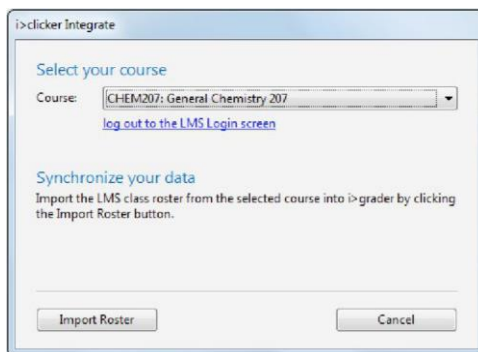 i>clicker Integrate
Select your course
Course: CHEM207: General Chemistry 207
log out to the LMS Login screen
Synchronize your data
Import the LMS class roster from the selected course into i>grader by clicking
the Import Roster button.
Import Roster Cancel